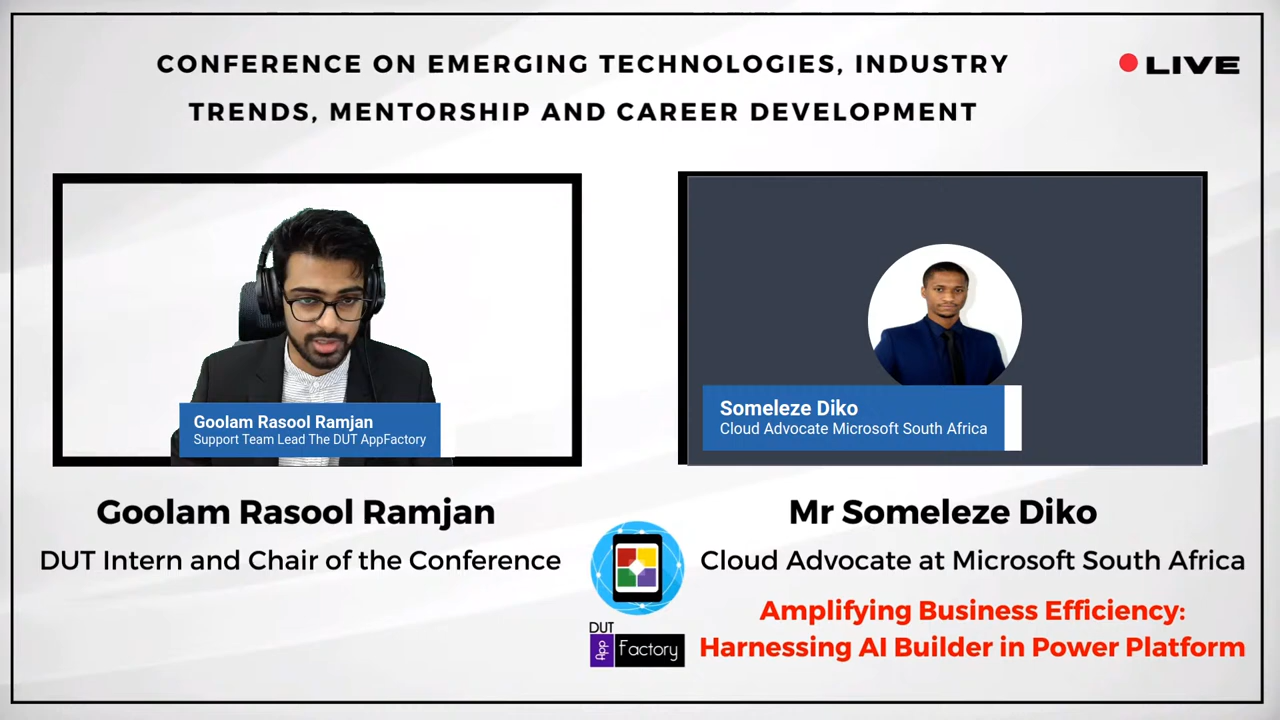 CONFERENCE ON EMERGING TECHNOLOGIES, INDUSTRY
TRENDS, MENTORSHIP AND CAREER DEVELOPMENT
LIVE
Goolam Rasool Ramjan
Support Team Lead The DUT AppFactory
Someleze Diko
Cloud Advocate Microsoft South Africa
Goolam Rasool Ramjan
DUT Intern and Chair of the Conference
Mr Someleze Diko
Cloud Advocate at Microsoft South Africa
Amplifying Business Efficiency:
Harnessing AI Builder in Power Platform
DUT
App Factory